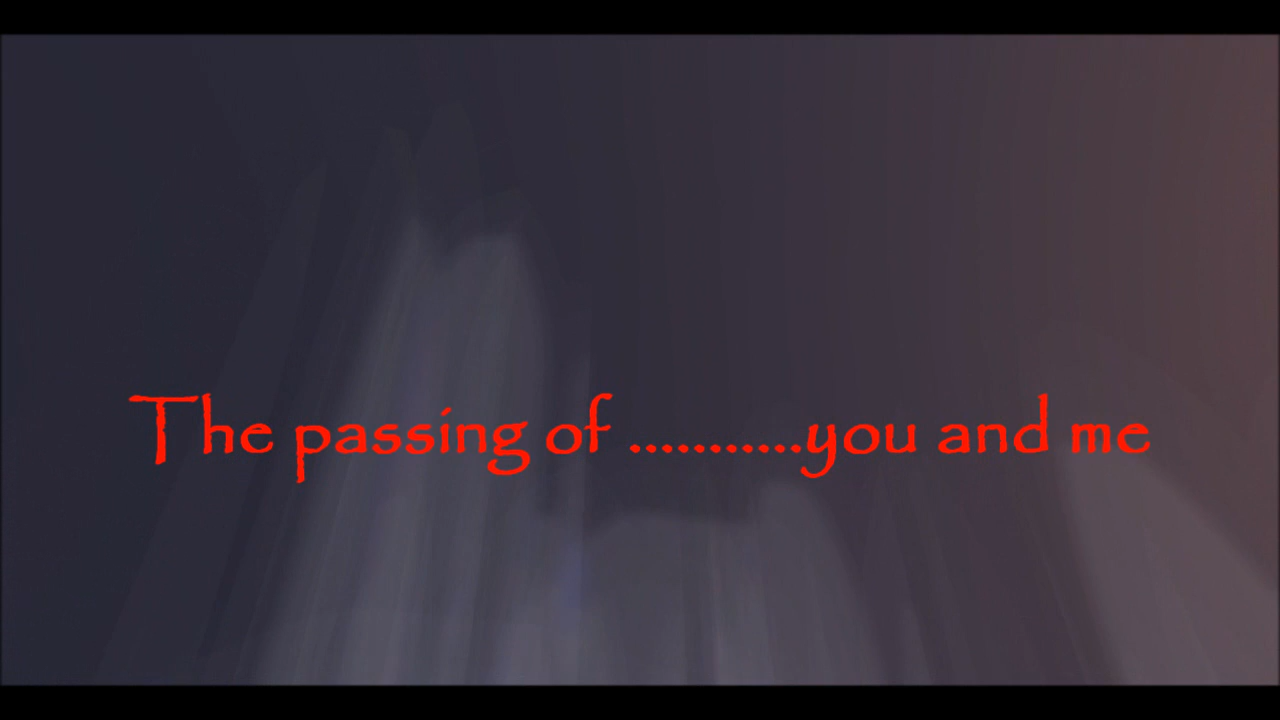 The passing of ...........you and me